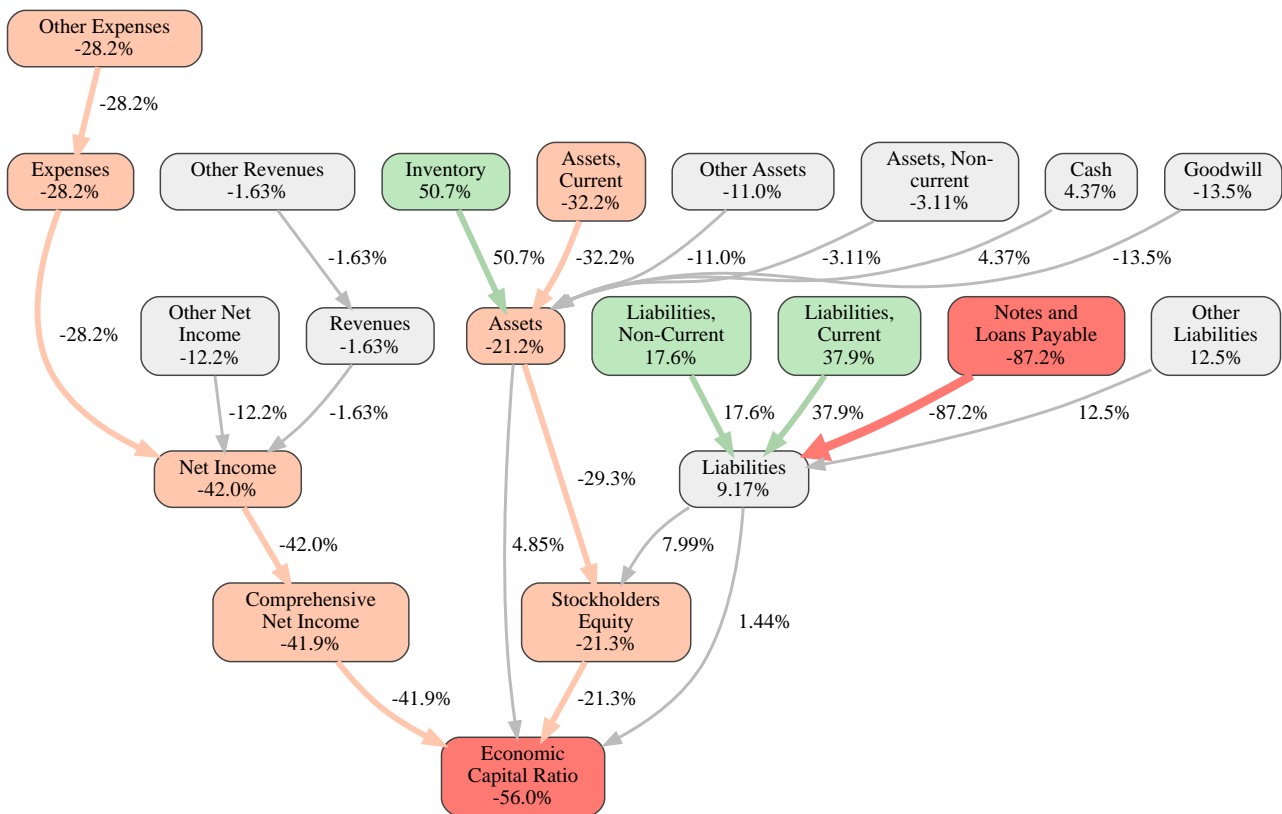 Other Expenses
-28.2%
-28.2%
Expenses
-28.2%
Other Revenues
-1.63%
Inventory
50.7%
Assets,
Current
-32.2%
Other Assets
-11.0%
Assets, Non-
current
-3.11%
Cash
4.37%
Goodwill
-13.5%
-1.63%
50.7%
-32.2%
-11.0%
-3.11%
4.37%
-13.5%
-28.2%
Other Net
Income
-12.2%
Revenues
-1.63%
Assets
-21.2%
Liabilities,
Non-Current
17.6%
Liabilities,
Current
37.9%
Notes and
Loans Payable
-87.2%
Other
Liabilities
12.5%
-12.2%
-1.63%
17.6%
37.9%
-87.2%
12.5%
Net Income
-42.0%
-29.3%
Liabilities
9.17%
-42.0%
4.85%
7.99%
Comprehensive
Net Income
-41.9%
Stockholders
Equity
-21.3%
1.44%
-41.9%
-21.3%
Economic
Capital Ratio
-56.0%